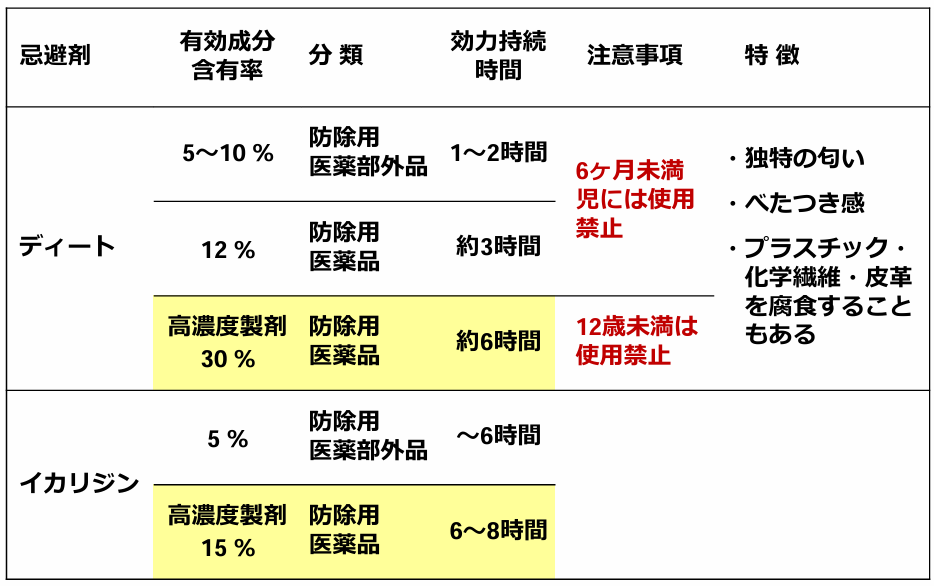 忌避剤
有効成分
含有率
分 類
効力持続
時間
注意事項
特 徴
ディート
5〜10 %
防除用
医薬部外品
1〜2時間
6ヶ月未満
児には使用
禁止
・独特の匂い
・べたつき感
・プラスチック・
化学繊維・皮革
を腐食すること
もある
12 %
防除用
医薬品
約3時間
高濃度製剤
30 %
防除用
医薬品
約6時間
12歳未満は
使用禁止
イカリジン
5 %
防除用
医薬部外品
〜6時間
高濃度製剤
15 %
防除用
医薬品
6〜8時間